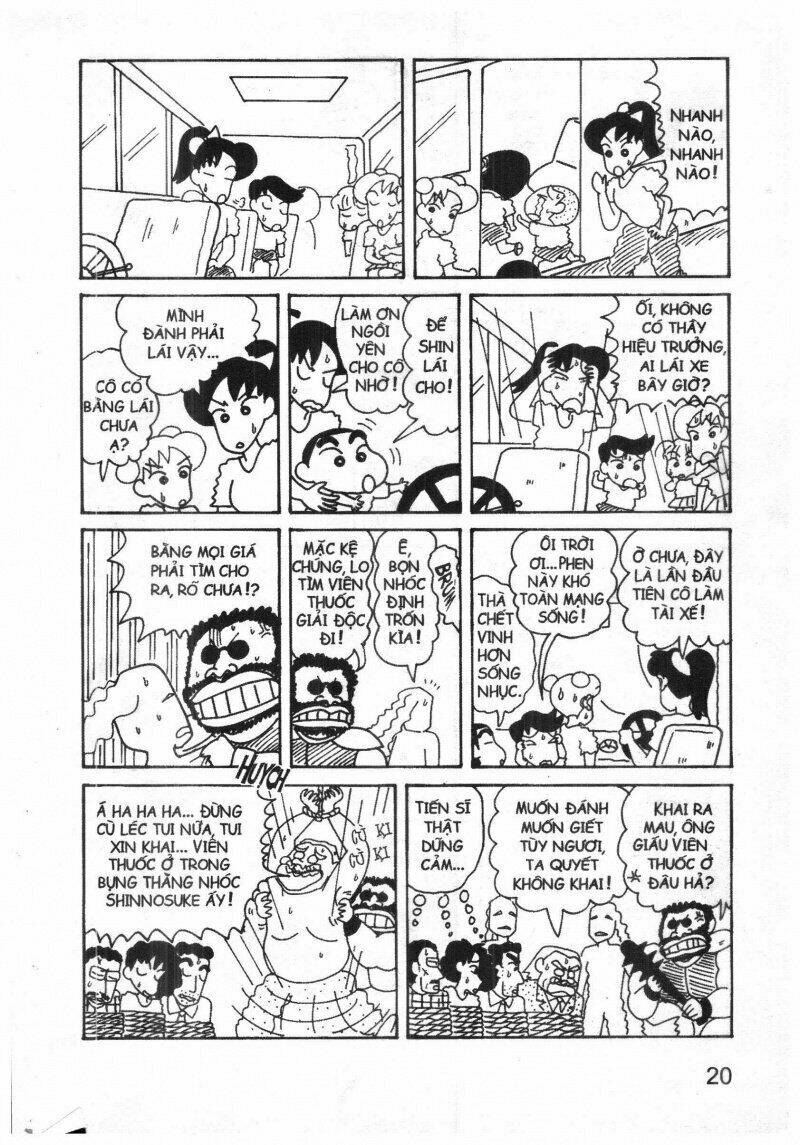 NHANH
NÀO,
NHANH
NÀO!
ỐI, KHÔNG
CÓ THẦY
HIỆU TRƯỞNG,
AI LÁI XE
BÂY GIỜ?
ĐỂ
SHIN
LÁI
CHO!
LÀM ƠN
NGỒI
YÊN
CHO CÔ
NHỜ!
MÌNH
ĐÀNH PHẢI
LÁI VẬY...
CÔ CÓ
BẰNG LÁI
CHƯA
Ạ?
Ờ CHƯA, ĐÂY
LÀ LẦN ĐẦU
TIÊN CÔ LÀM
TÀI XẾ!
ÔI TRỜI
ƠI...PHEN
NÀY KHÓ
TOÀN MẠNG
SỐNG!
THÀ
CHẾT
VINH
HƠN
SỐNG
NHỤC.
BRUM
Ê,
BỌN
NHÓC
ĐỊNH
TRỐN
KÌA!
MẶC KỆ
CHÚNG, LO
TÌM VIÊN
THUỐC
GIẢI ĐỘC
ĐI!
BẰNG MỌI GIÁ
PHẢI TÌM CHO
RA, RÕ CHƯA!?
HUỴCH
KHAI RA
MAU, ÔNG
GIẤU VIÊN
THUỐC Ở
ĐÂU HẢ?
MUỐN ĐÁNH
MUỐN GIẾT
TÙY NGƯƠI,
TA QUYẾT
KHÔNG KHAI!
TIẾN SĨ
THẬT
DŨNG
CẢM...
CÙ KI
CÙ KI
Á HA HA HA... ĐỪNG
CÙ LÉC TUI NỮA, TUI
XIN KHAI... VIÊN
THUỐC Ở TRONG
BỤNG THẰNG NHÓC
SHINNOSUKE ẤY!
20